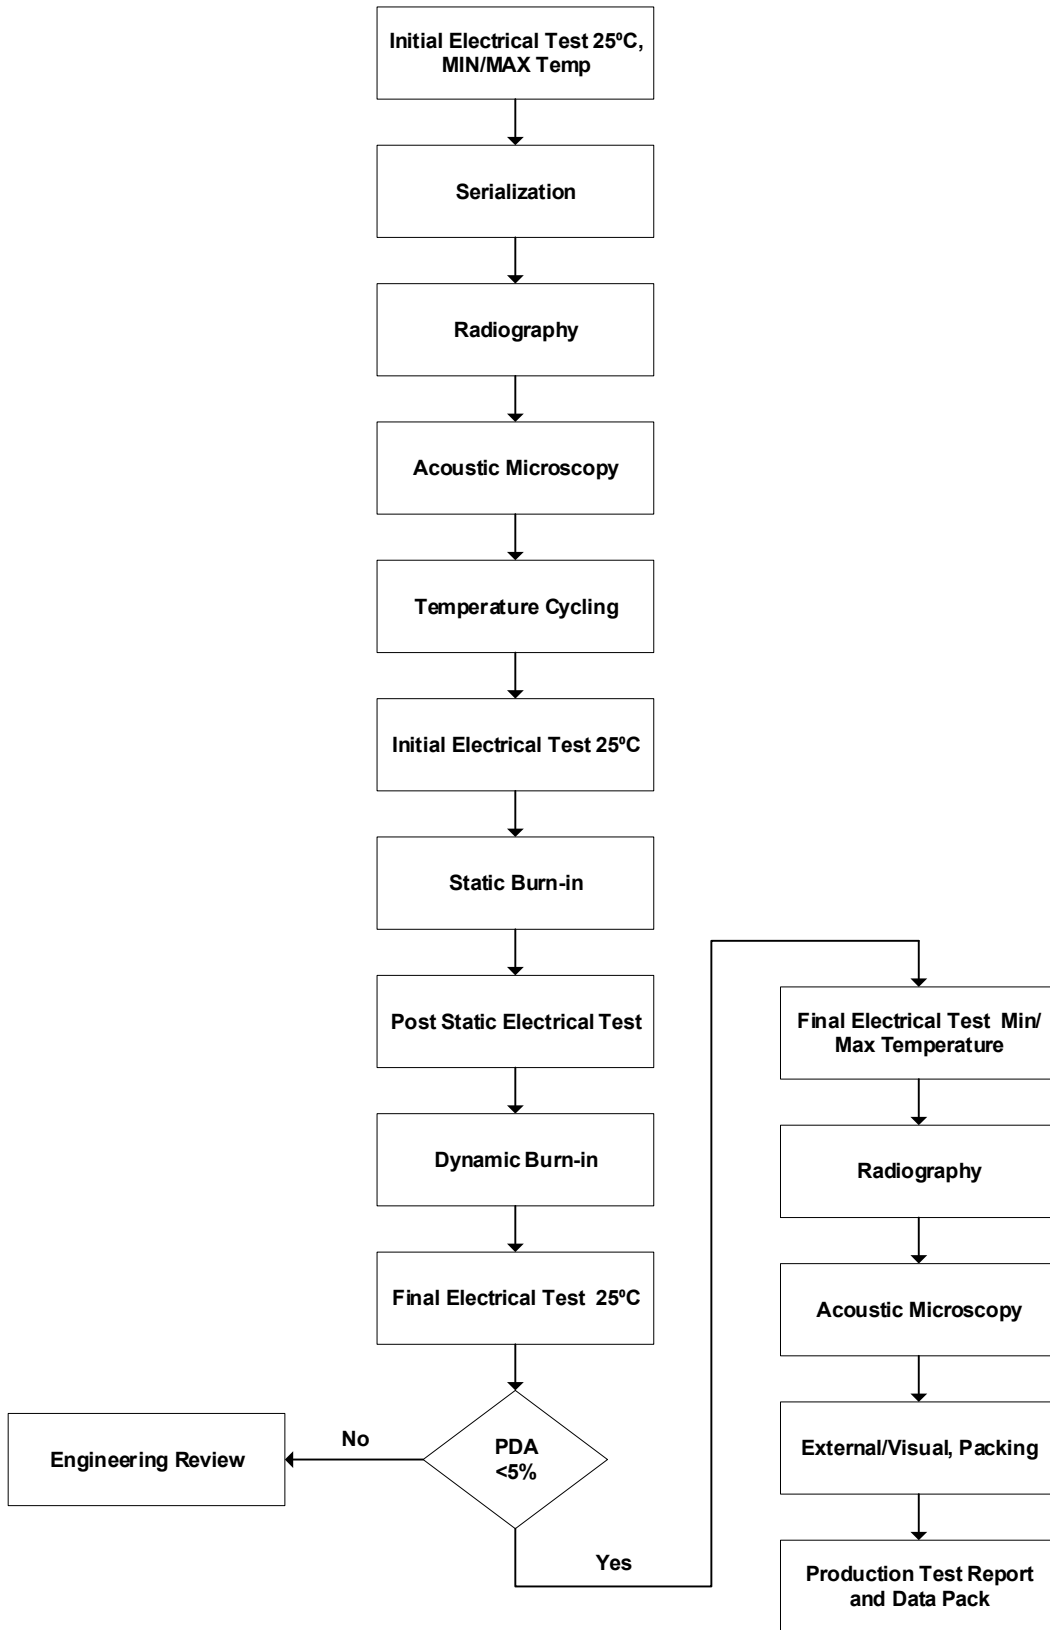 Initial Electrical Test 25ºC,
MIN/MAX Temp
Serialization
Radiography
Acoustic Microscopy
Temperature Cycling
Initial Electrical Test 25ºC
Static Burn-in
Post Static Electrical Test
Dynamic Burn-in
Final Electrical Test 25ºC
PDA
<5%
No
Engineering Review
Yes
Final Electrical Test Min/
Max Temperature
Radiography
Acoustic Microscopy
External/Visual, Packing
Production Test Report
and Data Pack